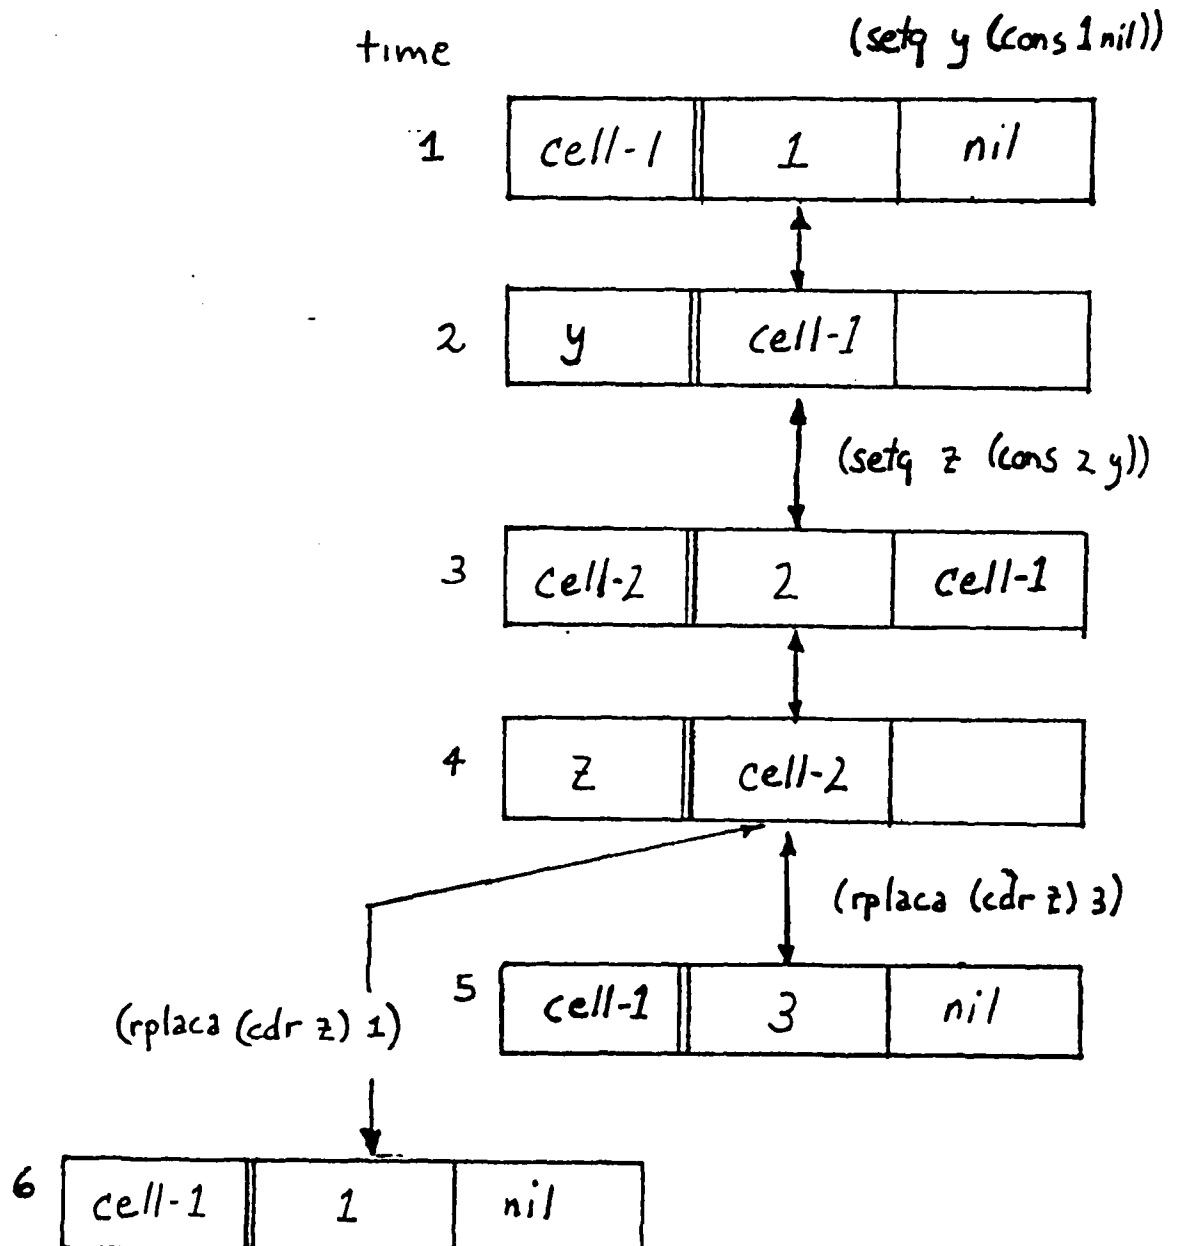 time (setq y (cons 1 nil))
1 cell-1 1 nil
2 y cell-1
(setq z (cons 2 y))
3 cell-2 2 cell-1
4 z cell-2
(rplaca (cdr z) 3)
5 cell-1 3 nil
(rplaca (cdr z) 1)
6 cell-1 1 nil